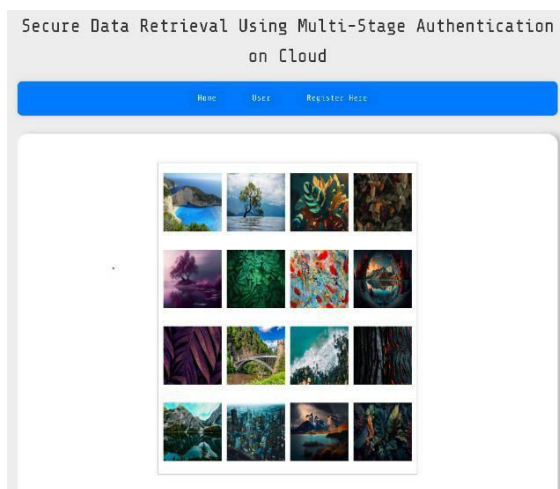 Secure Data Retrieval Using Multi-Stage Authentication
on Cloud
Home User Register Here